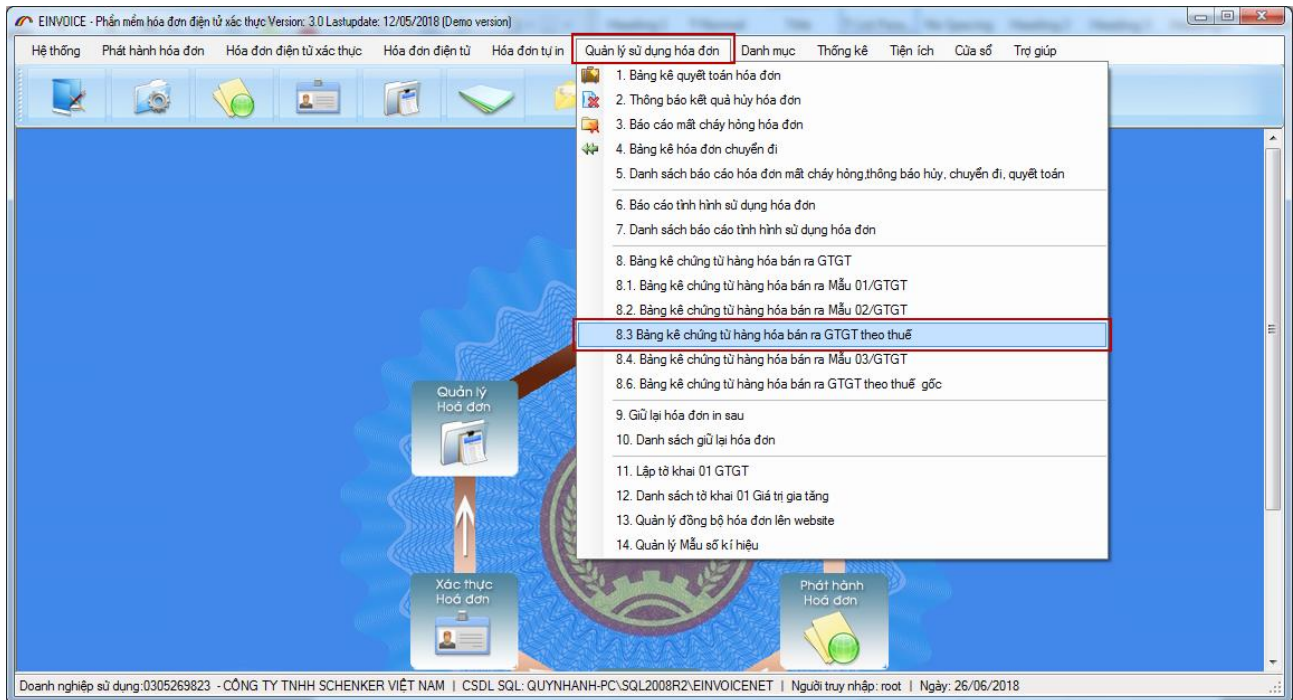 EINVOICE - Phần mềm hóa đơn điện tử xác thực Version: 3.0 Lastupdate: 12/05/2018 (Demo version)
Hệ thống Phát hành hóa đơn Hóa đơn điện tử xác thực Hóa đơn điện tử Hóa đơn tự in Quản lý sử dụng hóa đơn Danh mục Thống kê Tiện ích Cửa sổ Trợ giúp
1. Bảng kê quyết toán hóa đơn
2. Thông báo kết quả hủy hóa đơn
3. Báo cáo mất cháy hỏng hóa đơn
4. Bảng kê hóa đơn chuyển đi
5. Danh sách báo cáo hóa đơn mất cháy hỏng,thông báo hủy, chuyển đi, quyết toán
6. Báo cáo tình hình sử dụng hóa đơn
7. Danh sách báo cáo tình hình sử dụng hóa đơn
8. Bảng kê chứng từ hàng hóa bán ra GTGT
8.1. Bảng kê chứng từ hàng hóa bán ra Mẫu 01/GTGT
8.2. Bảng kê chứng từ hàng hóa bán ra Mẫu 02/GTGT
8.3 Bảng kê chứng từ hàng hóa bán ra GTGT theo thuế
8.4. Bảng kê chứng từ hàng hóa bán ra Mẫu 03/GTGT
8.6. Bảng kê chứng từ hàng hóa bán ra GTGT theo thuế gốc
9. Giữ lại hóa đơn in sau
10. Danh sách giữ lại hóa đơn
11. Lập tờ khai 01 GTGT
12. Danh sách tờ khai 01 Giá trị gia tăng
13. Quản lý đồng bộ hóa đơn lên website
14. Quản lý Mẫu số kí hiệu
Quản lý
Hoá đơn
Xác thực
Hoá đơn
Phát hành
Hoá đơn
Doanh nghiệp sử dụng:0305269823 - CÔNG TY TNHH SCHENKER VIỆT NAM | CSDL SQL: QUYNHANH-PC\SQL2008R2\EINVOICENET | Người truy nhập: root | Ngày: 26/06/2018